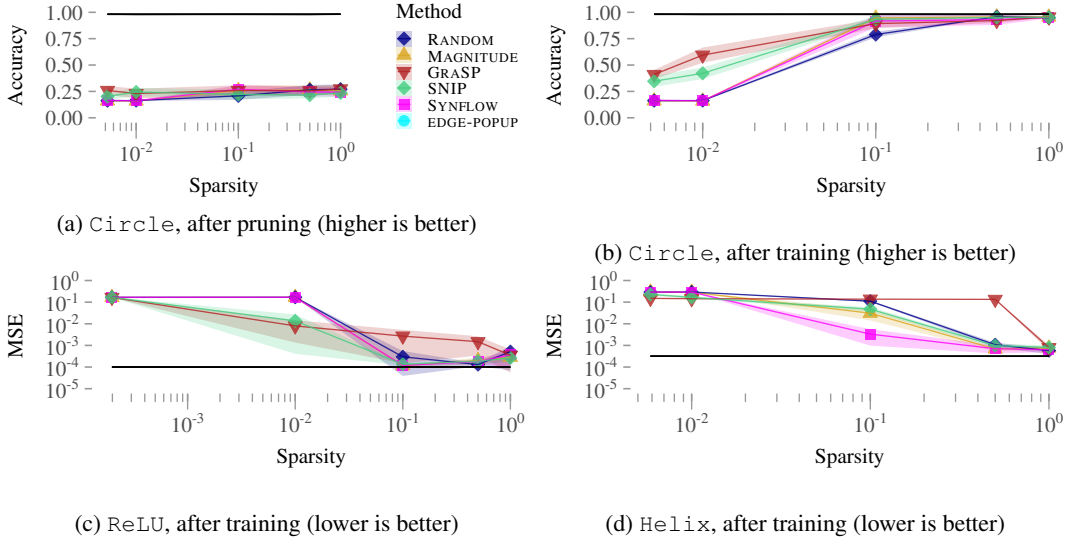 Accuracy
1.00
0.75
0.50
0.25
0.00
10^-2
10^-1
10^0
Sparsity
Method
RANDOM
MAGNITUDE
GRASP
SNIP
SYNFLOW
EDGE-POPUP
(a) Circle, after pruning (higher is better)
Accuracy
1.00
0.75
0.50
0.25
0.00
10^-2
10^-1
10^0
Sparsity
(b) Circle, after training (higher is better)
MSE
10^0
10^-1
10^-2
10^-3
10^-4
10^-5
10^-3
10^-2
10^-1
10^0
Sparsity
(c) ReLU, after training (lower is better)
MSE
10^0
10^-1
10^-2
10^-3
10^-4
10^-5
10^-2
10^-1
10^0
Sparsity
(d) Helix, after training (lower is better)